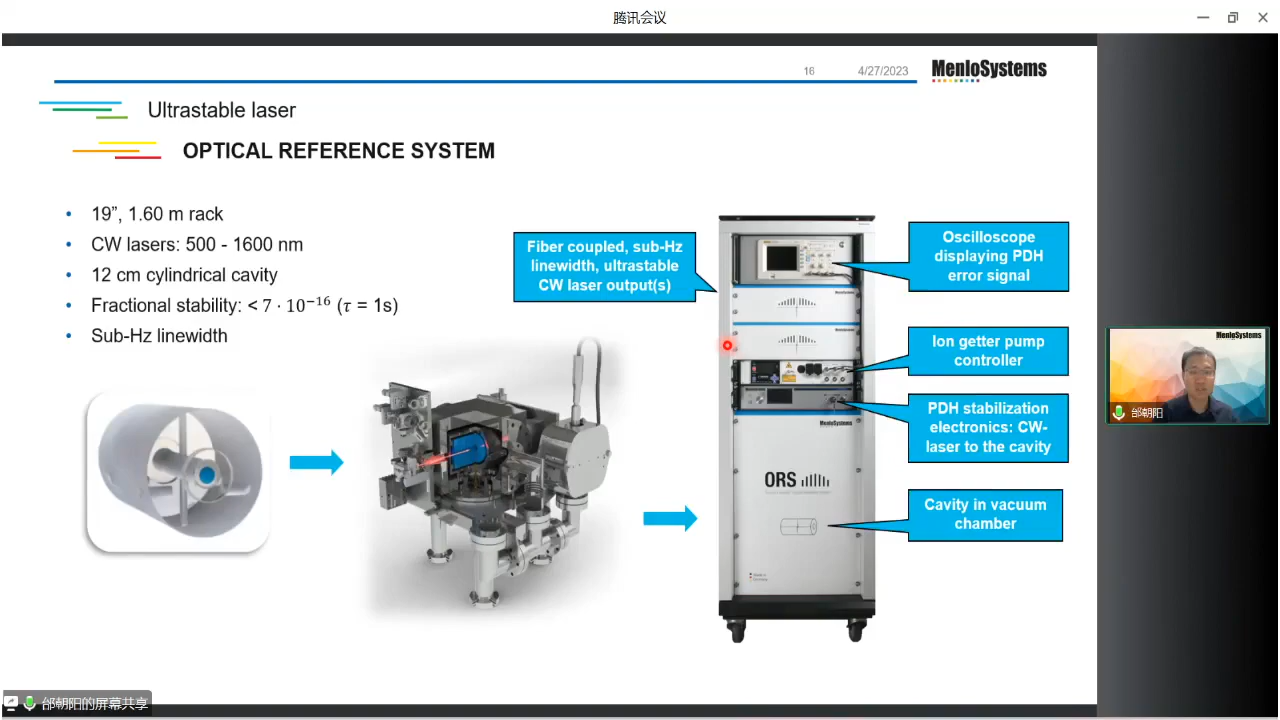 腾讯会议
16 4/27/2023 MenloSystems
Ultrastable laser
OPTICAL REFERENCE SYSTEM
• 19”, 1.60 m rack
• CW lasers: 500 - 1600 nm
• 12 cm cylindrical cavity
• Fractional stability: < 7 · 10⁻¹⁶ (τ = 1s)
• Sub-Hz linewidth
Fiber coupled, sub-Hz
linewidth, ultrastable
CW laser output(s)
Oscilloscope
displaying PDH
error signal
Ion getter pump
controller
PDH stabilization
electronics: CW-
laser to the cavity
Cavity in vacuum
chamber
MenloSystems
ORS
MenloSystems
邰朝阳
邰朝阳的屏幕共享